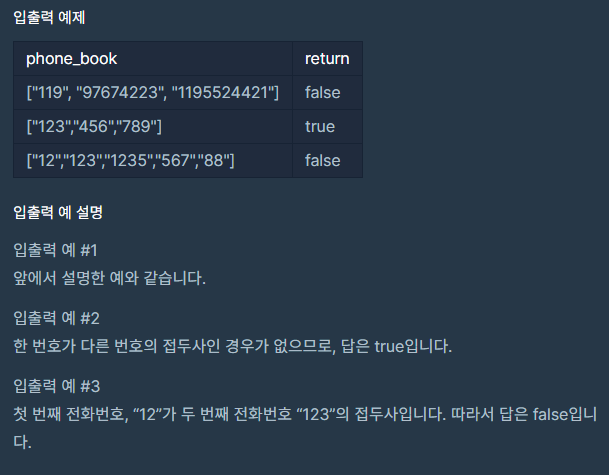 입출력 예제
phone_book return
["119", "97674223", "1195524421"] false
["123","456","789"] true
["12","123","1235","567","88"] false
입출력 예 설명
입출력 예 #1
앞에서 설명한 예와 같습니다.
입출력 예 #2
한 번호가 다른 번호의 접두사인 경우가 없으므로, 답은 true입니다.
입출력 예 #3
첫 번째 전화번호, “12”가 두 번째 전화번호 “123”의 접두사입니다. 따라서 답은 false입니
다.